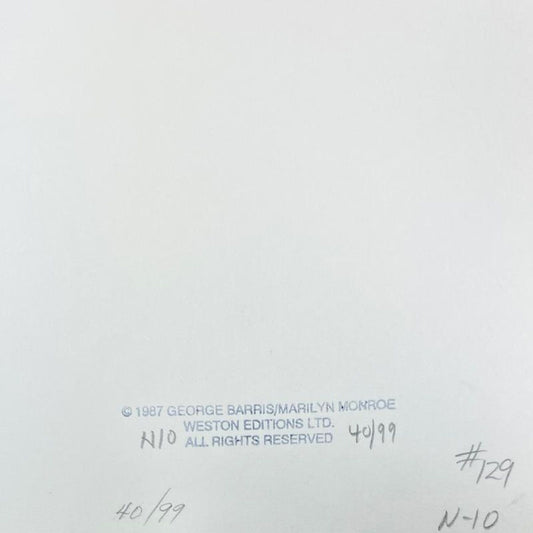 © 1987 GEORGE BARRIS/MARILYN MONROE
WESTON EDITIONS LTD.
N10 ALL RIGHTS RESERVED 40/99
#129
40/99
N-10